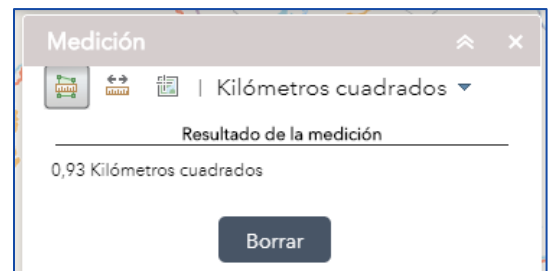 Medición
| Kilómetros cuadrados
Resultado de la medición
0,93 Kilómetros cuadrados
Borrar